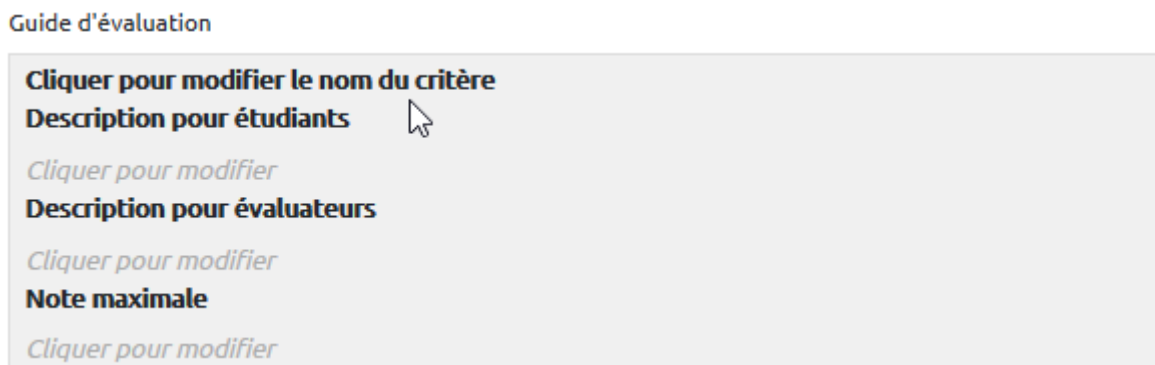 Guide d'évaluation
Cliquer pour modifier le nom du critère
Description pour étudiants
Cliquer pour modifier
Description pour évaluateurs
Cliquer pour modifier
Note maximale
Cliquer pour modifier